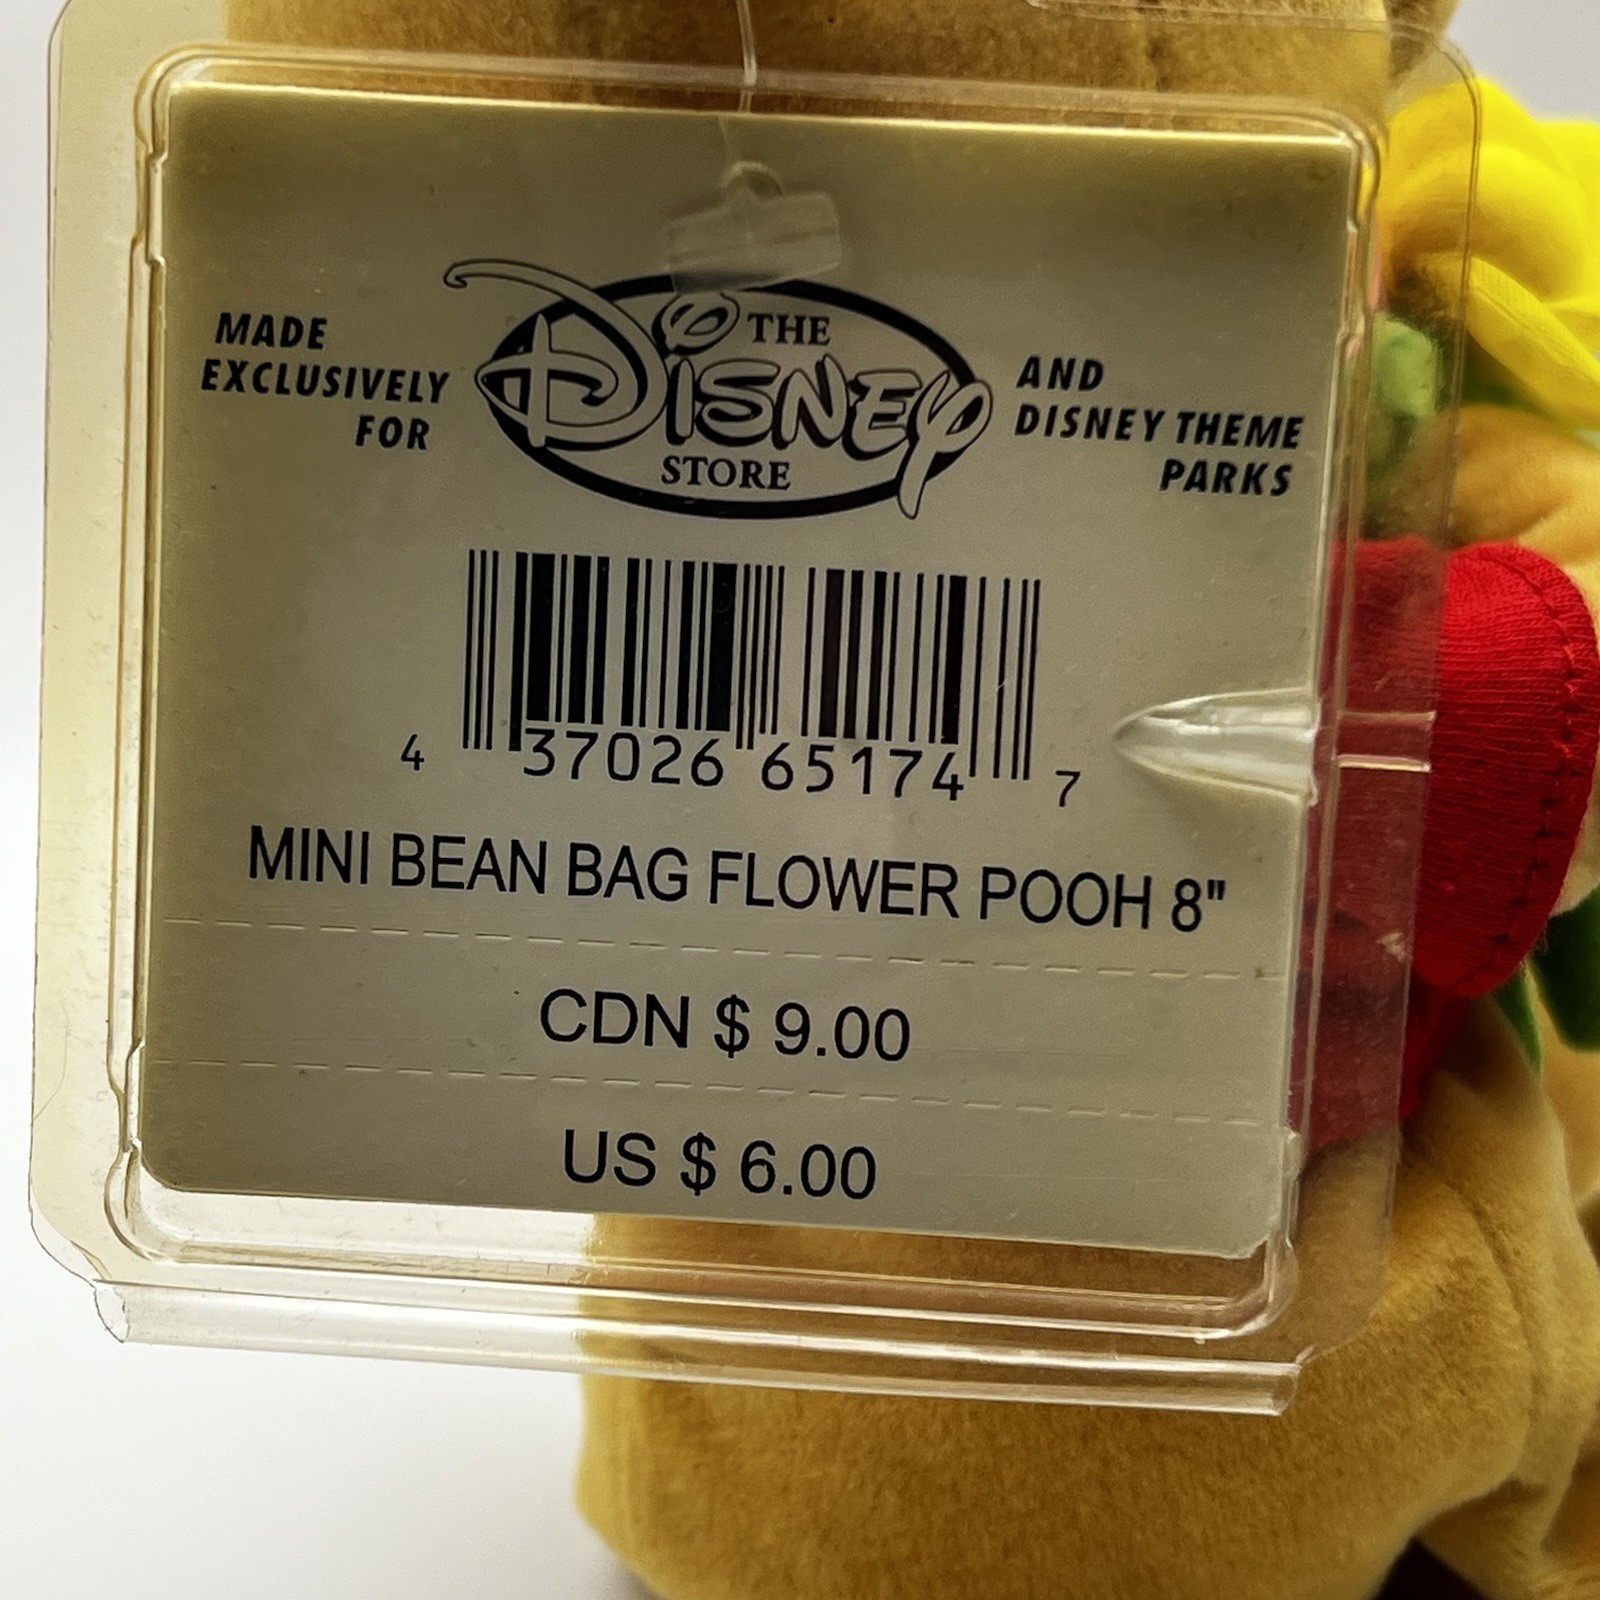 MADE
EXCLUSIVELY
FOR
THE
DISNEY
STORE
AND
DISNEY THEME
PARKS
4 37026 65174 7
MINI BEAN BAG FLOWER POOH 8"
CDN $ 9.00
US $ 6.00